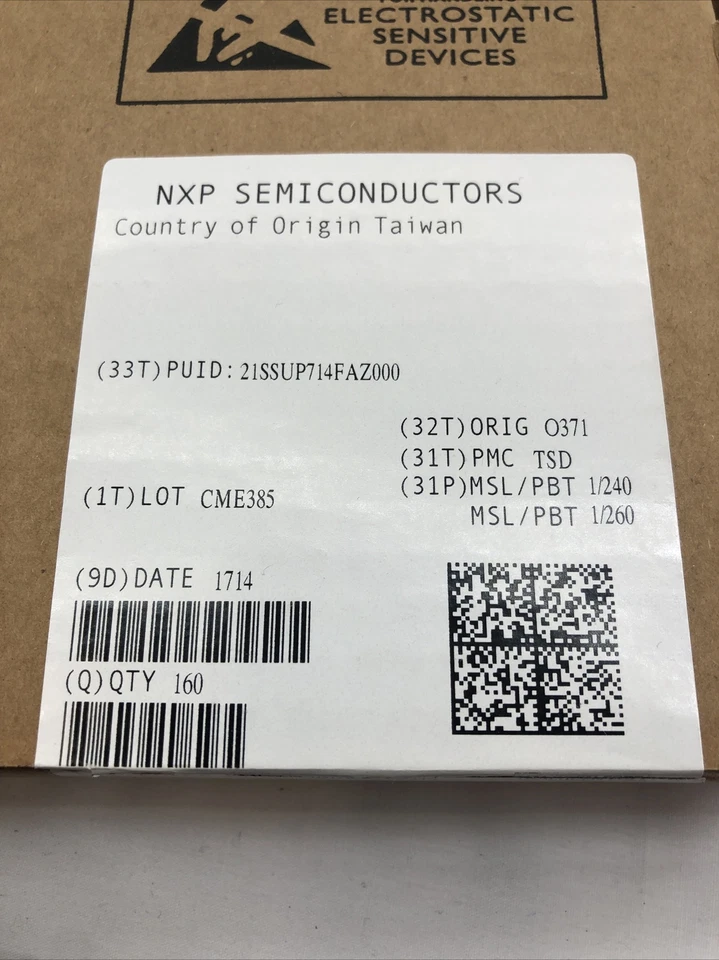 ELECTROSTATIC
SENSITIVE
DEVICES
NXP SEMICONDUCTORS
Country of Origin Taiwan
(33T)PUID: 21SSUP714FAZ000
(32T)ORIG O371
(31T)PMC TSD
(1T)LOT CME385
(31P)MSL/PBT 1/240
MSL/PBT 1/260
(9D)DATE 1714
(Q)QTY 160